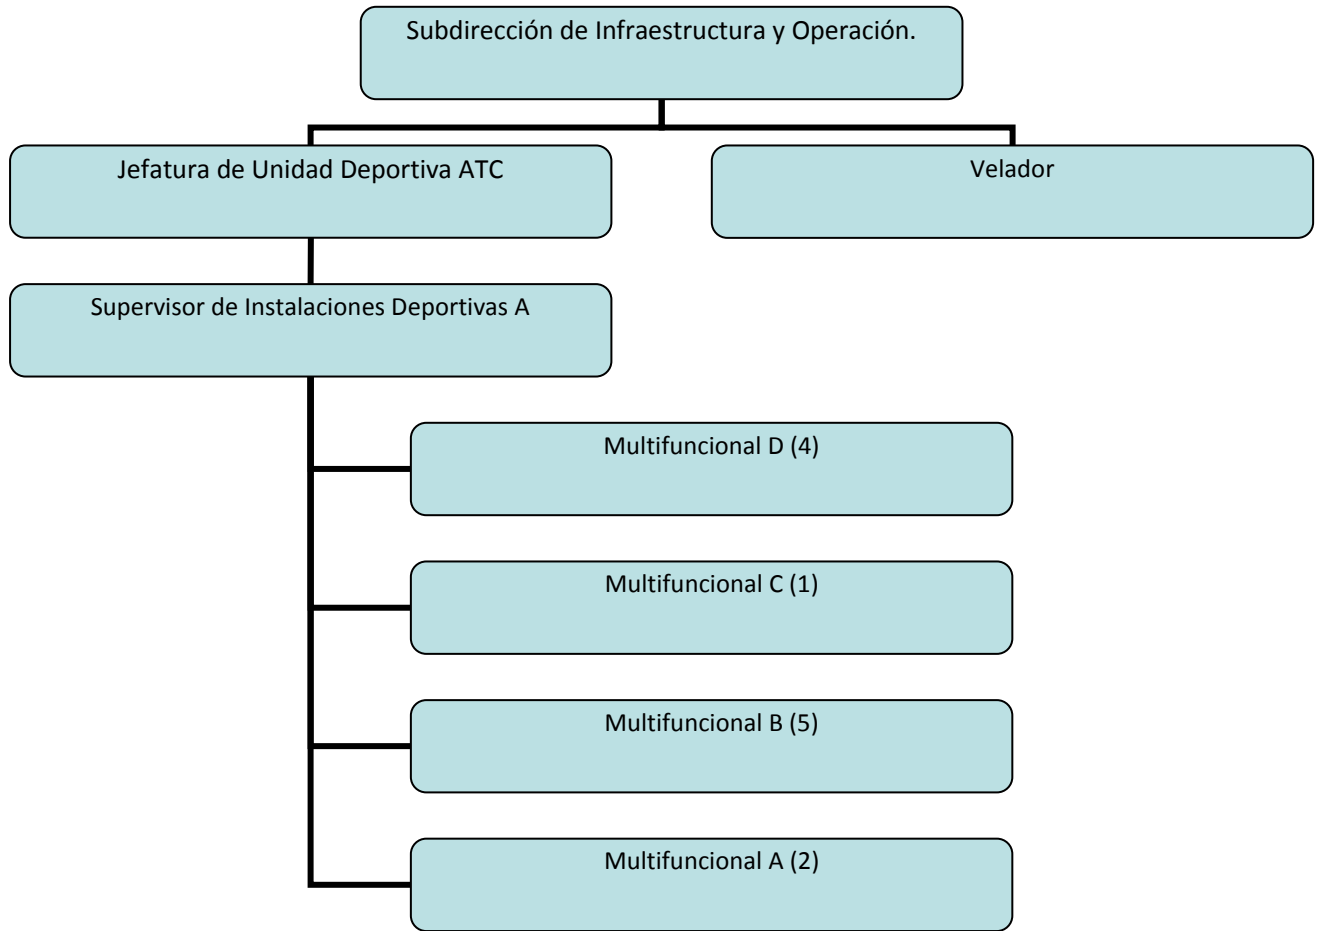 Subdirección de Infraestructura y Operación.
Jefatura de Unidad Deportiva ATC
Velador
Supervisor de Instalaciones Deportivas A
Multifuncional D (4)
Multifuncional C (1)
Multifuncional B (5)
Multifuncional A (2)